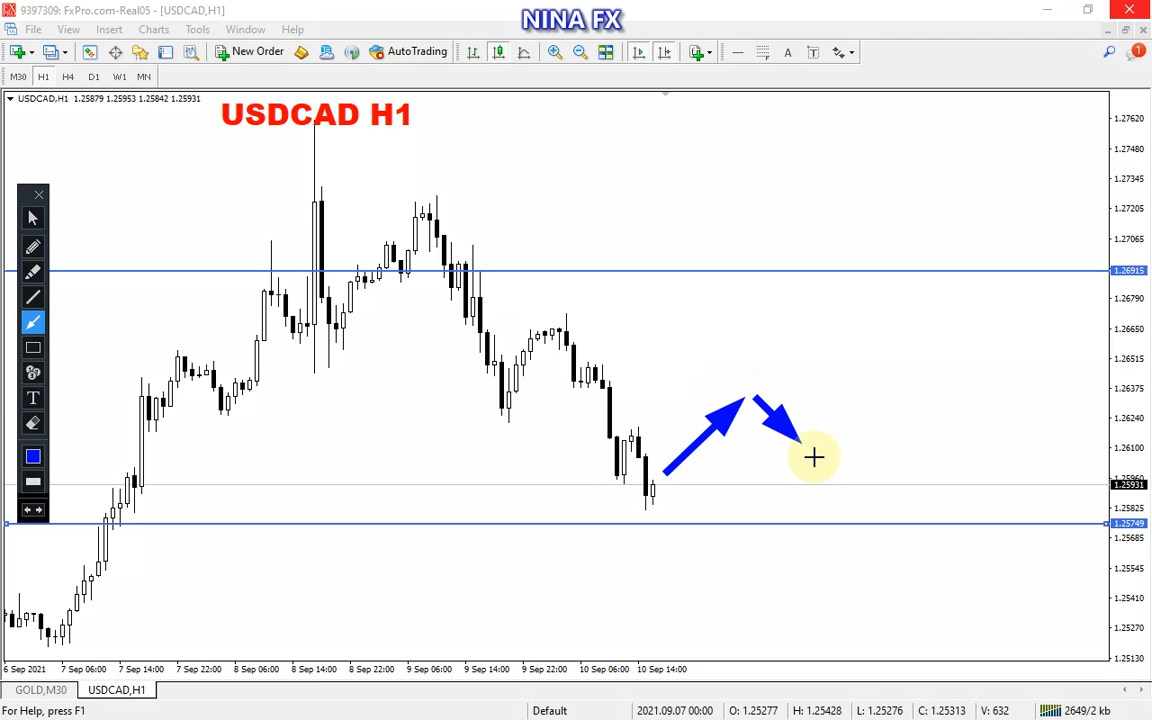 9397309: FxPro.com-Real05 - [USDCAD,H1]
NINA FX
File View Insert Charts Tools Window Help
New Order AutoTrading
M30 H1 H4 D1 W1 MN
USDCAD,H1 1.25879 1.25953 1.25842 1.25931
USDCAD H1
1.27620
1.27480
1.27345
1.27205
1.27065
1.26915
1.26790
1.26650
1.26515
1.26375
1.26240
1.26100
1.25960
1.25931
1.25825
1.25749
1.25685
1.25545
1.25410
1.25270
1.25130
6 Sep 2021 7 Sep 06:00 7 Sep 14:00 7 Sep 22:00 8 Sep 06:00 8 Sep 14:00 8 Sep 22:00 9 Sep 06:00 9 Sep 14:00 9 Sep 22:00 10 Sep 06:00 10 Sep 14:00
GOLD,M30 USDCAD,H1
For Help, press F1 Default 2021.09.07 00:00 O: 1.25277 H: 1.25428 L: 1.25276 C: 1.25313 V: 632 2649/2 kb